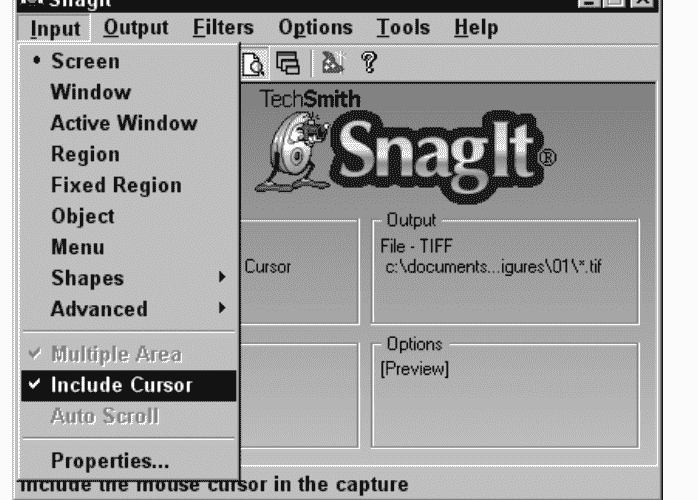 SnagIt
Input Output Filters Options Tools Help
Screen
Window
Active Window
Region
Fixed Region
Object
Menu
Shapes
Advanced
Multiple Area
Include Cursor
Auto Scroll
Properties...
TechSmith
SnagIt®
Cursor
Output
File - TIFF
c:\documents...igures\01\*.tif
Options
[Preview]
Include the mouse cursor in the capture